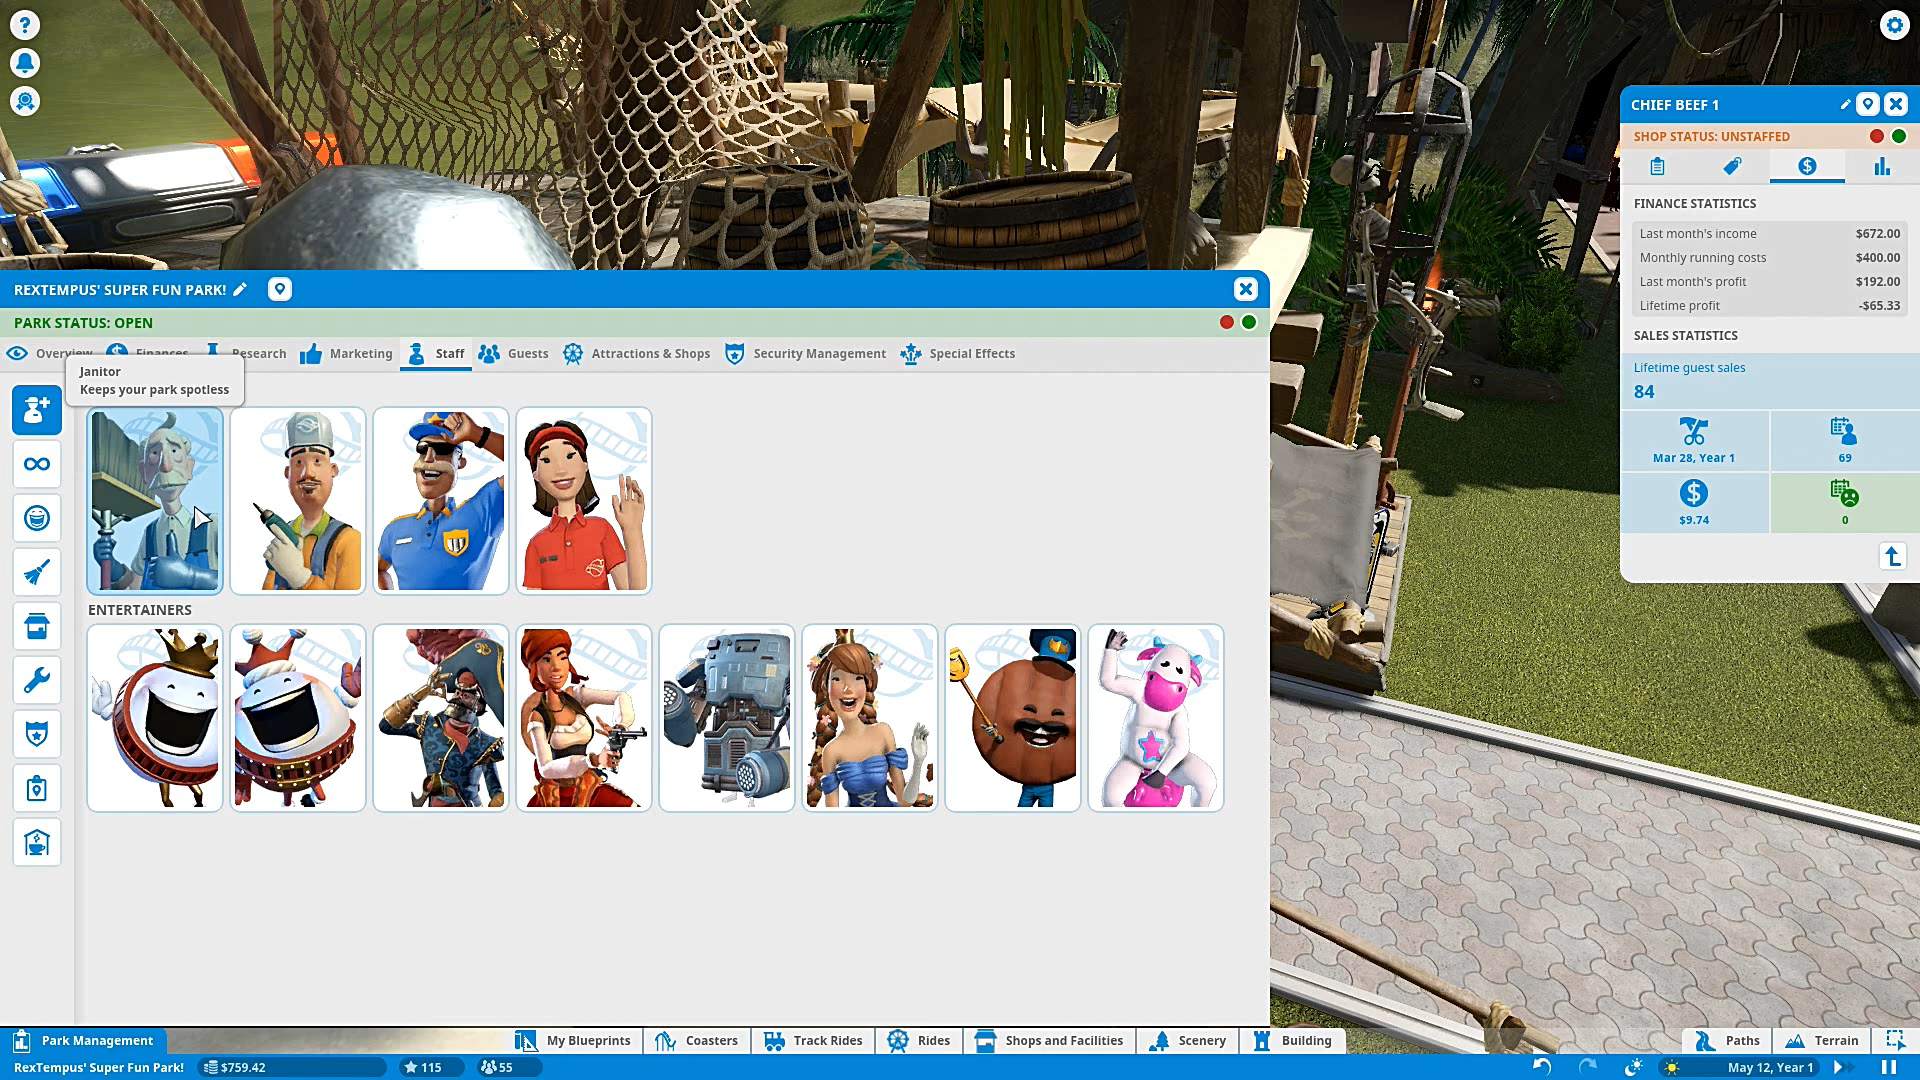 CHIEF BEEF 1
SHOP STATUS: UNSTAFFED
FINANCE STATISTICS
Last month's income $672.00
Monthly running costs $400.00
Last month's profit $192.00
Lifetime profit -$65.33
SALES STATISTICS
Lifetime guest sales
84
Mar 28, Year 1
69
$9.74
0
REXTEMPUS' SUPER FUN PARK!
PARK STATUS: OPEN
Overview Finances Research Marketing Staff Guests Attractions & Shops Security Management Special Effects
Janitor
Keeps your park spotless
ENTERTAINERS
Park Management My Blueprints Coasters Track Rides Rides Shops and Facilities Scenery Building Paths Terrain
RexTempus' Super Fun Park! $759.42 115 55 May 12, Year 1